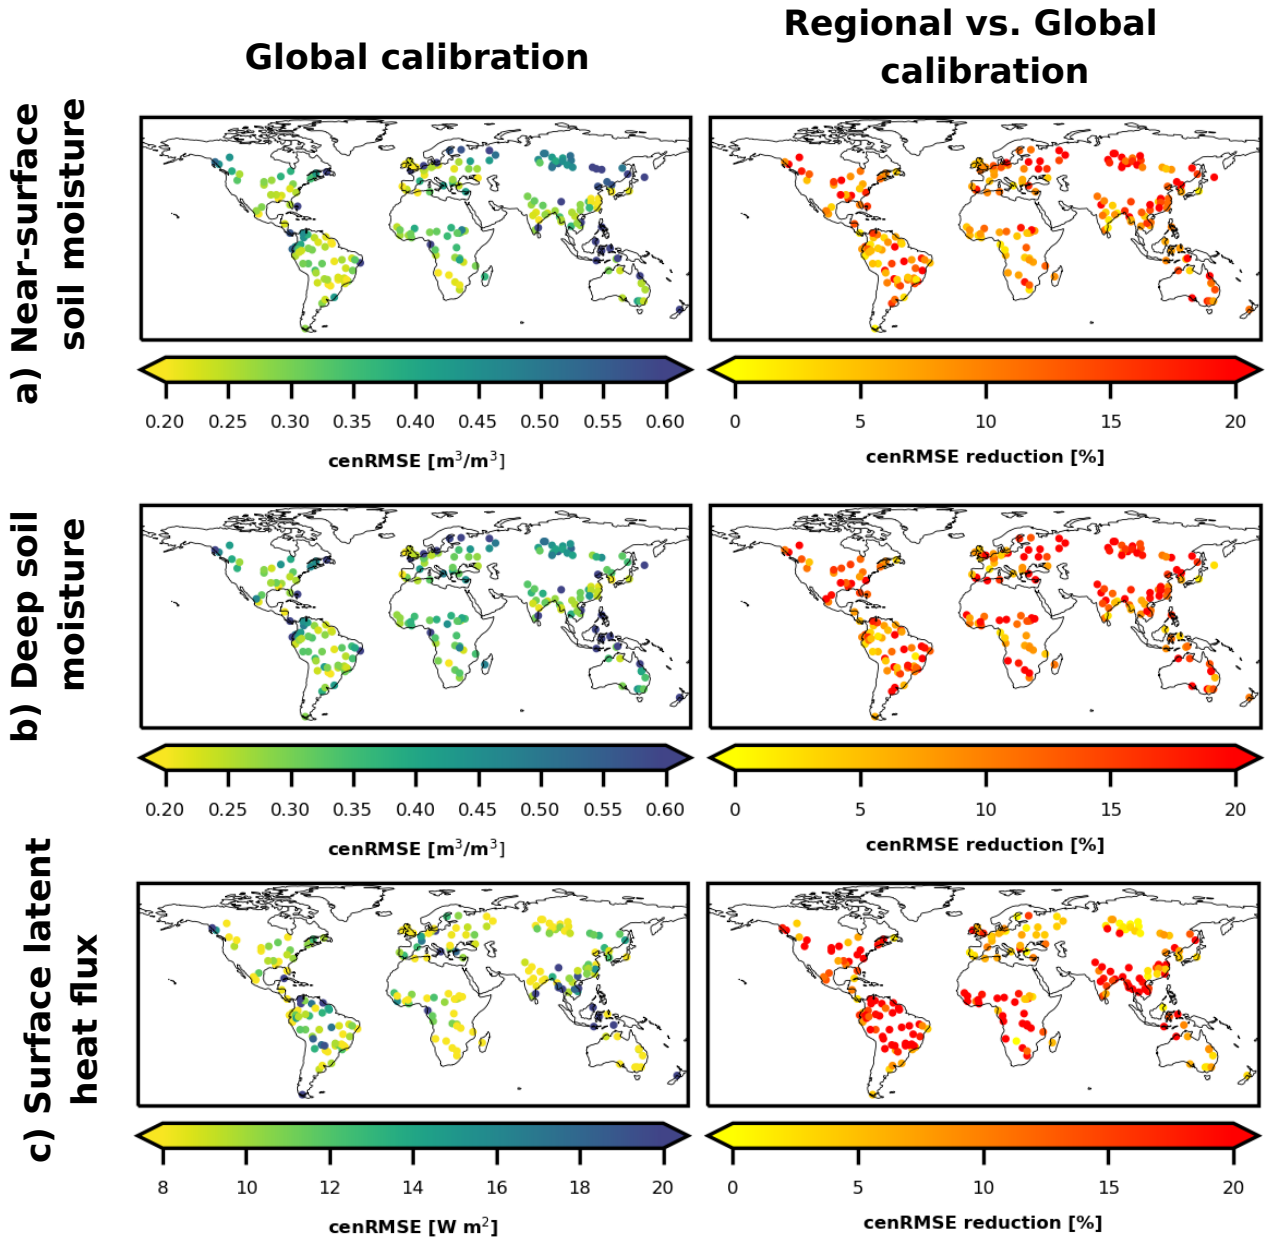 Global calibration
Regional vs. Global
calibration
a) Near-surface
soil moisture
0.20 0.25 0.30 0.35 0.40 0.45 0.50 0.55 0.60
cenRMSE [m³/m³]
0 5 10 15 20
cenRMSE reduction [%]
b) Deep soil
moisture
0.20 0.25 0.30 0.35 0.40 0.45 0.50 0.55 0.60
cenRMSE [m³/m³]
0 5 10 15 20
cenRMSE reduction [%]
c) Surface latent
heat flux
8 10 12 14 16 18 20
cenRMSE [W m²]
0 5 10 15 20
cenRMSE reduction [%]